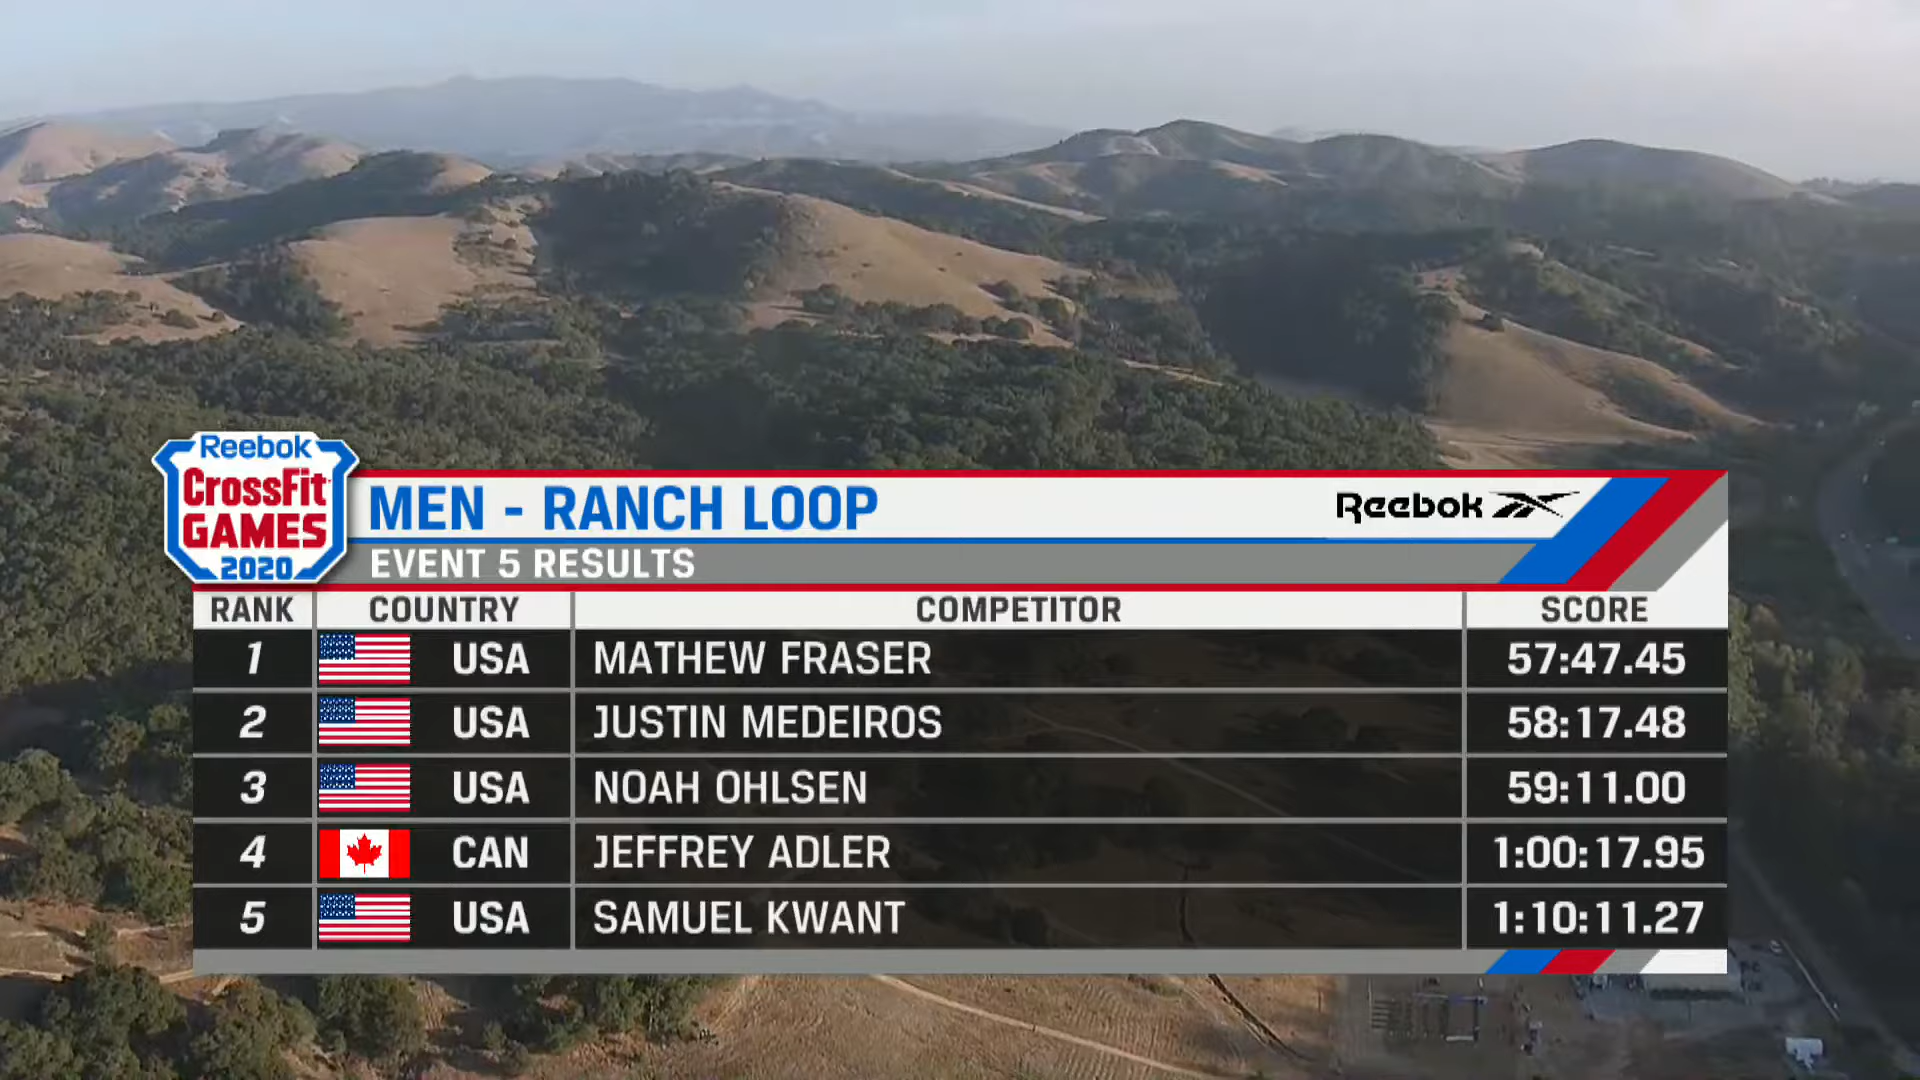 Reebok
CrossFit
GAMES
2020
MEN - RANCH LOOP
Reebok
EVENT 5 RESULTS
RANK COUNTRY COMPETITOR SCORE
1 USA MATHEW FRASER 57:47.45
2 USA JUSTIN MEDEIROS 58:17.48
3 USA NOAH OHLSEN 59:11.00
4 CAN JEFFREY ADLER 1:00:17.95
5 USA SAMUEL KWANT 1:10:11.27